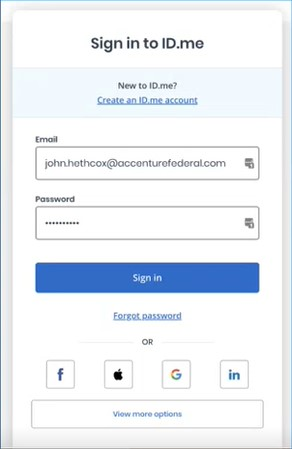 Sign in to ID.me
New to ID.me?
Create an ID.me account
Email
john.hethcox@accenturefederal.com
Password
••••••••••
Sign in
Forgot password
OR
f
G
in
View more options